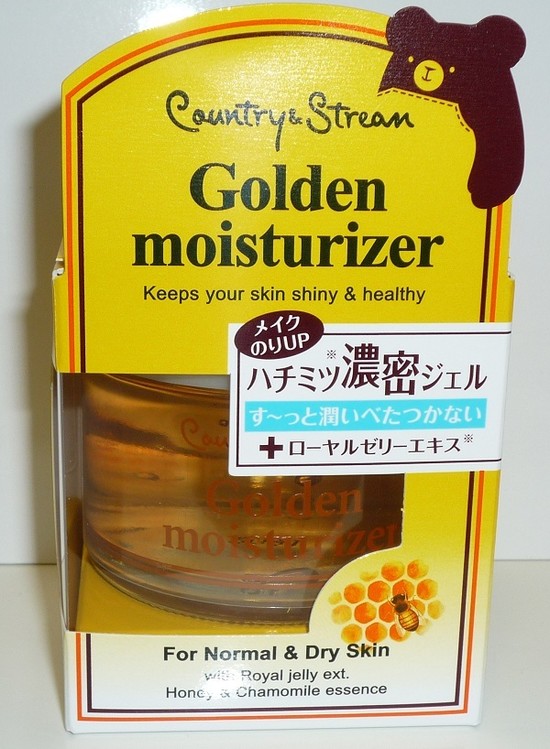 Country & Stream
Golden
moisturizer
Keeps your skin shiny & healthy
メイク
のりUP
ハチミツ※濃密ジェル
す〜っと潤いべたつかない
+ローヤルゼリーエキス※
Country
Golden
moisturizer
For Normal & Dry Skin
with Royal jelly ext.
Honey & Chamomile essence